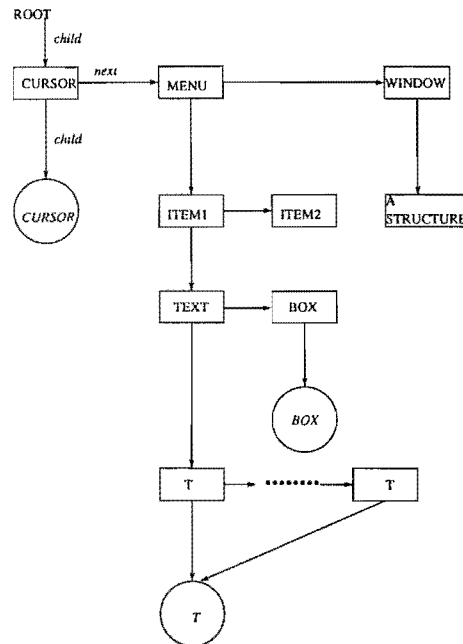 ROOT
child
CURSOR
next
MENU
WINDOW
child
CURSOR
ITEM1
ITEM2
A
STRUCTURE
TEXT
BOX
BOX
T
T
T